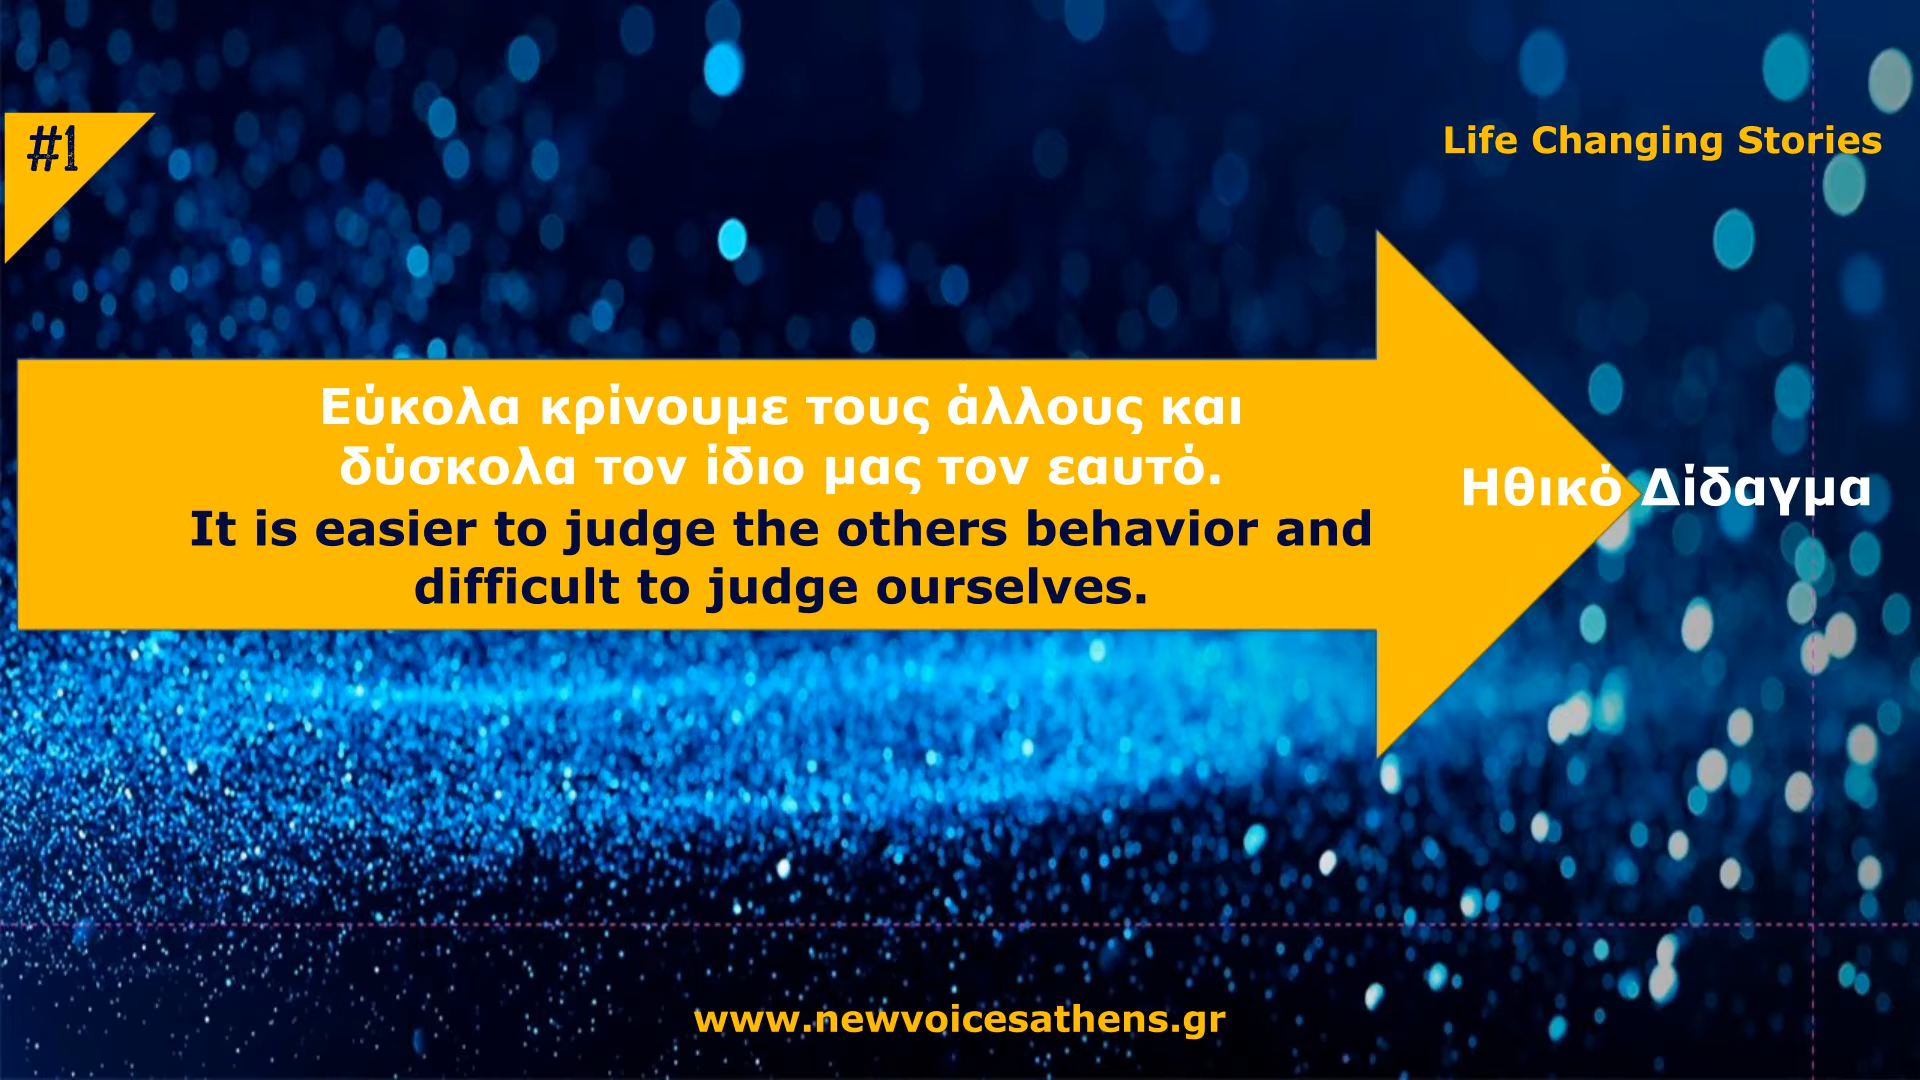 #1
Life Changing Stories
Εύκολα κρίνουμε τους άλλους και
δύσκολα τον ίδιο μας τον εαυτό.
It is easier to judge the others behavior and
difficult to judge ourselves.
Ηθικό Δίδαγμα
www.newvoicesathens.gr